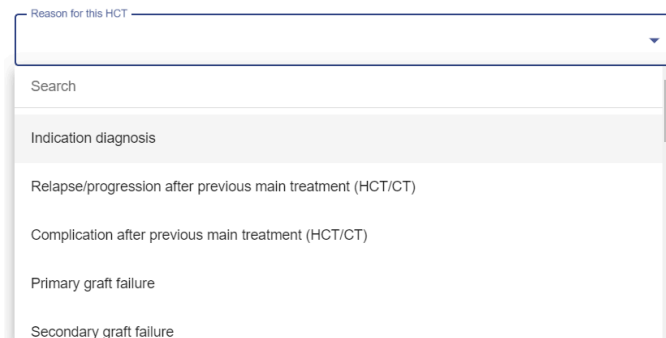 Reason for this HCT
Search
Indication diagnosis
Relapse/progression after previous main treatment (HCT/CT)
Complication after previous main treatment (HCT/CT)
Primary graft failure
Secondary graft failure